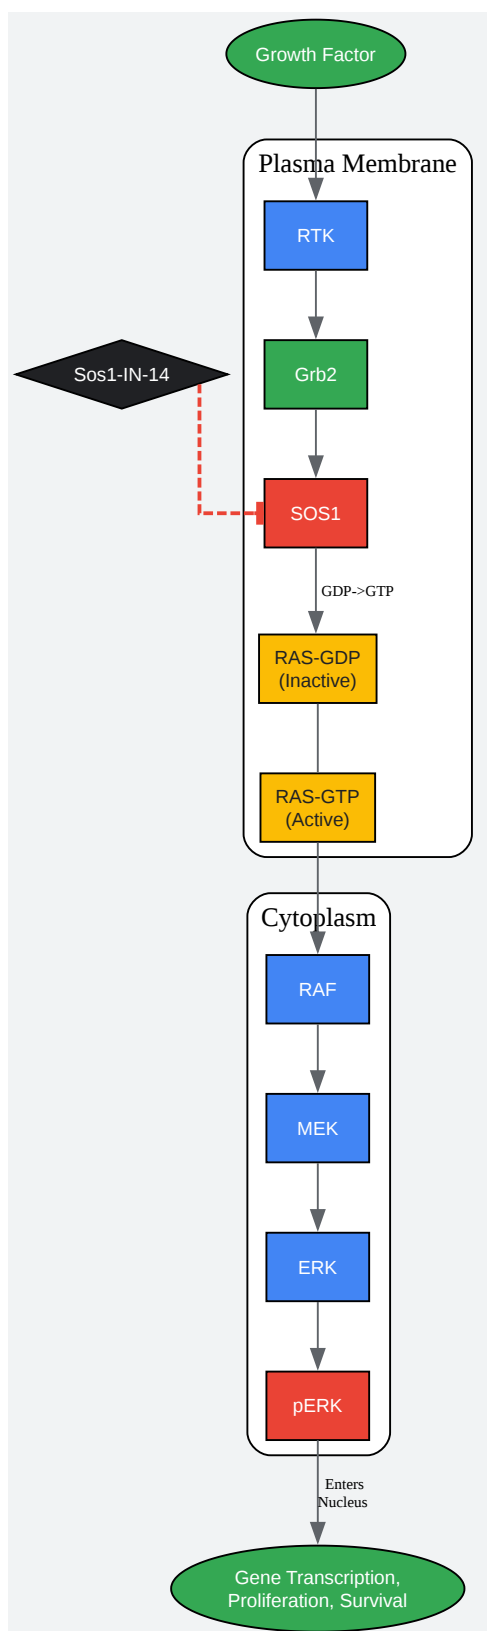 Growth Factor
Plasma Membrane
RTK
Sos1-IN-14
Grb2
SOS1
GDP->GTP
RAS-GDP
(Inactive)
RAS-GTP
(Active)
Cytoplasm
RAF
MEK
ERK
pERK
Enters
Nucleus
Gene Transcription,
Proliferation, Survival